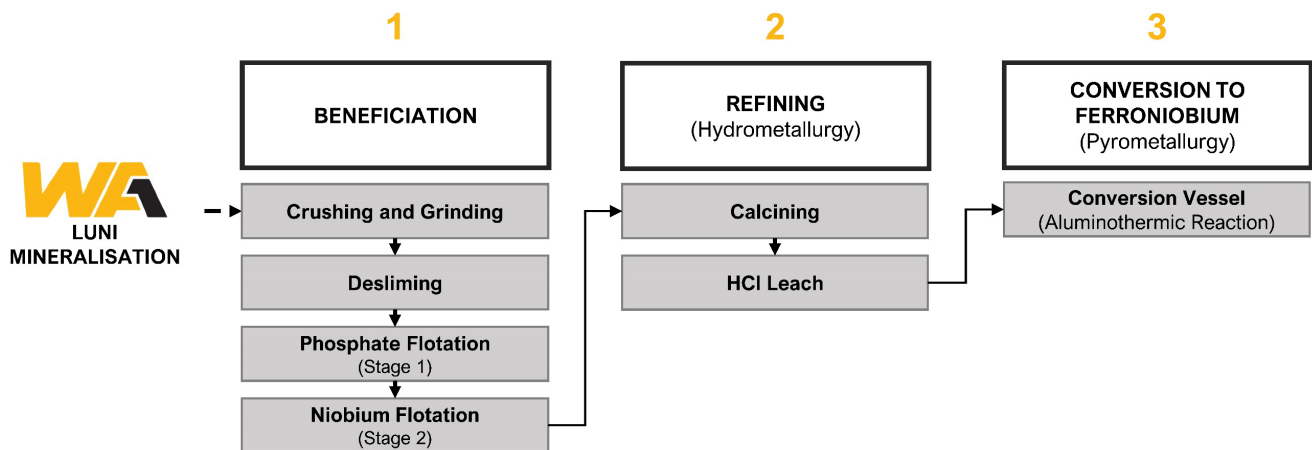 1
2
3
BENEFICIATION
REFINING
(Hydrometallurgy)
CONVERSION TO
FERRONIOBIUM
(Pyrometallurgy)
WA1
LUNI
MINERALISATION
Crushing and Grinding
Desliming
Phosphate Flotation
(Stage 1)
Niobium Flotation
(Stage 2)
Calcining
HCl Leach
Conversion Vessel
(Aluminothermic Reaction)